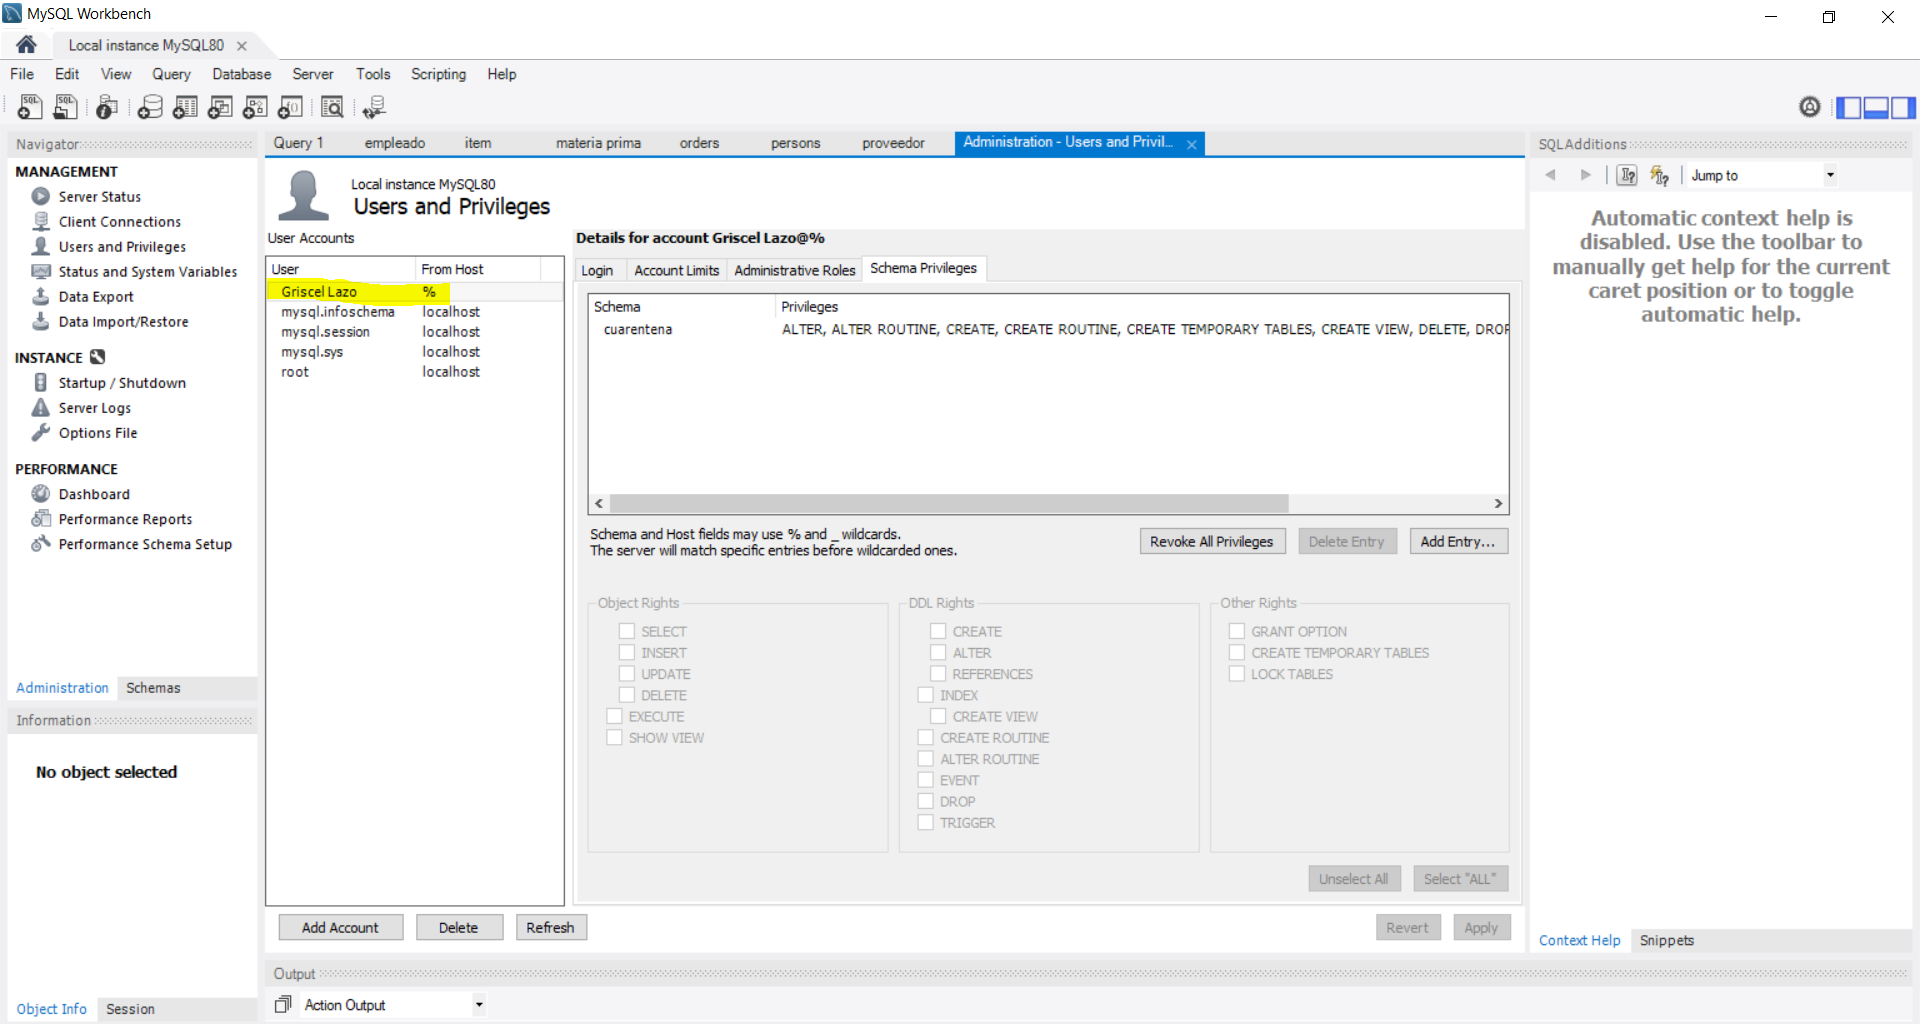 MySQL Workbench
Local instance MySQL80
File Edit View Query Database Server Tools Scripting Help
Navigator
MANAGEMENT
Server Status
Client Connections
Users and Privileges
Status and System Variables
Data Export
Data Import/Restore
INSTANCE
Startup / Shutdown
Server Logs
Options File
PERFORMANCE
Dashboard
Performance Reports
Performance Schema Setup
Administration Schemas
Information
No object selected
Object Info Session
Query 1 empleado item materia prima orders persons proveedor Administration - Users and Privil...
Local instance MySQL80
Users and Privileges
User Accounts
User From Host
Griscel Lazo %
mysql.infoschema localhost
mysql.session localhost
mysql.sys localhost
root localhost
Add Account Delete Refresh
Details for account Griscel Lazo@%
Login Account Limits Administrative Roles Schema Privileges
Schema Privileges
cuarentena ALTER, ALTER ROUTINE, CREATE, CREATE ROUTINE, CREATE TEMPORARY TABLES, CREATE VIEW, DELETE, DROP
Schema and Host fields may use % and _ wildcards.
The server will match specific entries before wildcarded ones.
Revoke All Privileges Delete Entry Add Entry...
Object Rights
SELECT
INSERT
UPDATE
DELETE
EXECUTE
SHOW VIEW
DDL Rights
CREATE
ALTER
REFERENCES
INDEX
CREATE VIEW
CREATE ROUTINE
ALTER ROUTINE
EVENT
DROP
TRIGGER
Other Rights
GRANT OPTION
CREATE TEMPORARY TABLES
LOCK TABLES
Unselect All Select "ALL"
Revert Apply
Output
Action Output
SQLAdditions
Jump to
Automatic context help is
disabled. Use the toolbar to
manually get help for the current
caret position or to toggle
automatic help.
Context Help Snippets